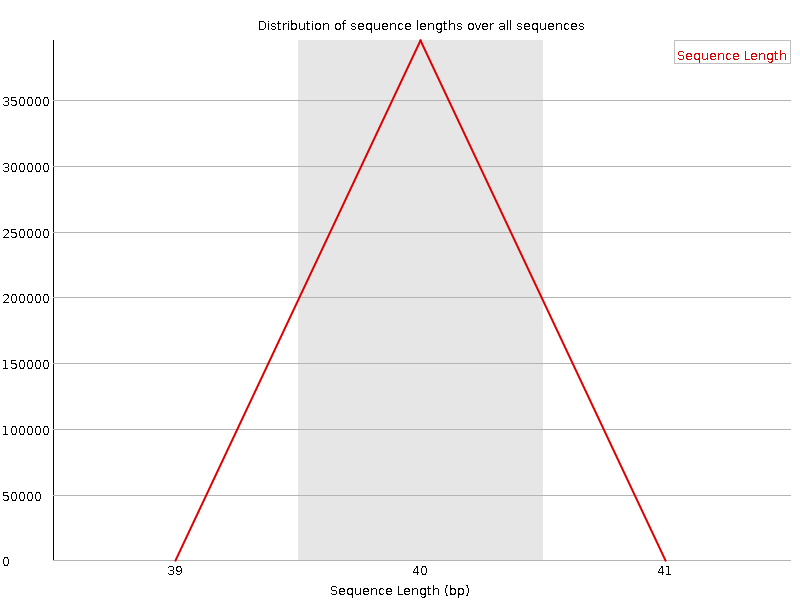 Distribution of sequence lengths over all sequences
Sequence Length
350000
300000
250000
200000
150000
100000
50000
0
39 40 41
Sequence Length (bp)